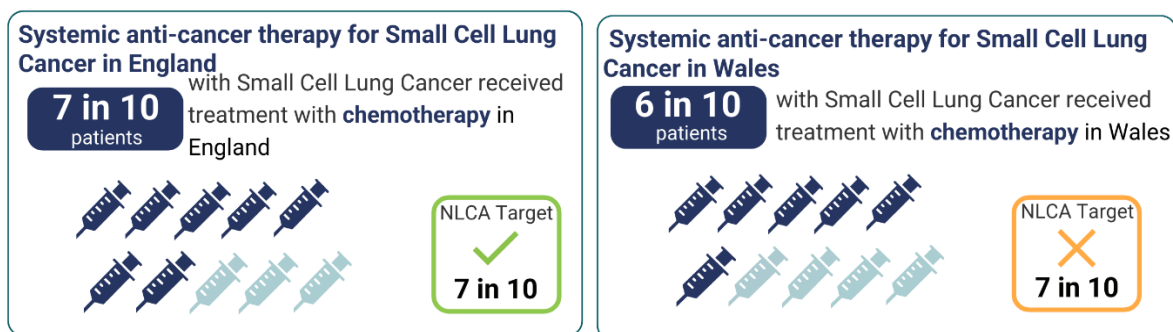 Systemic anti-cancer therapy for Small Cell Lung
Cancer in England
7 in 10
patients
with Small Cell Lung Cancer received
treatment with chemotherapy in
England
NLCA Target
7 in 10
Systemic anti-cancer therapy for Small Cell Lung
Cancer in Wales
6 in 10
patients
with Small Cell Lung Cancer received
treatment with chemotherapy in Wales
NLCA Target
7 in 10